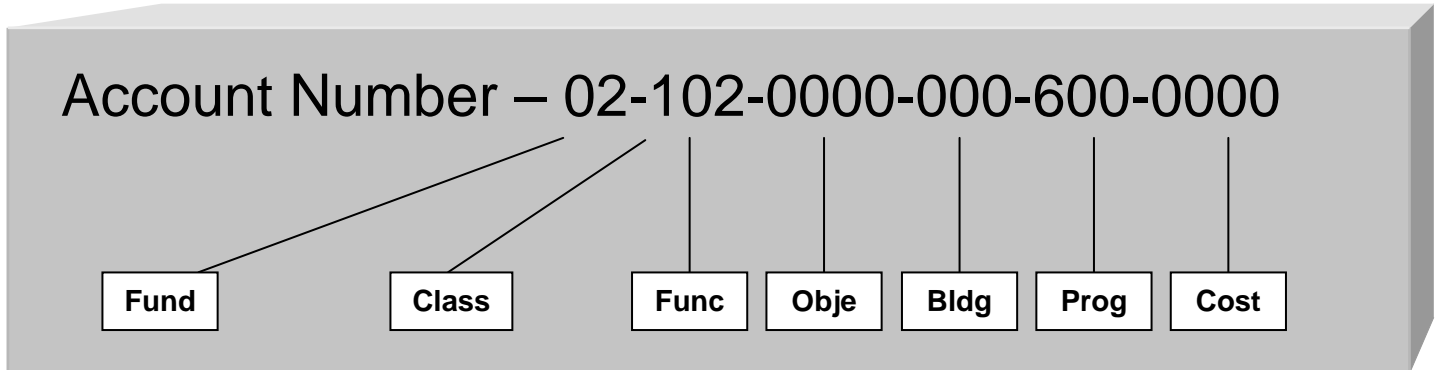 Account Number – 02-102-0000-000-600-0000
Fund Class Func Obje Bldg Prog Cost